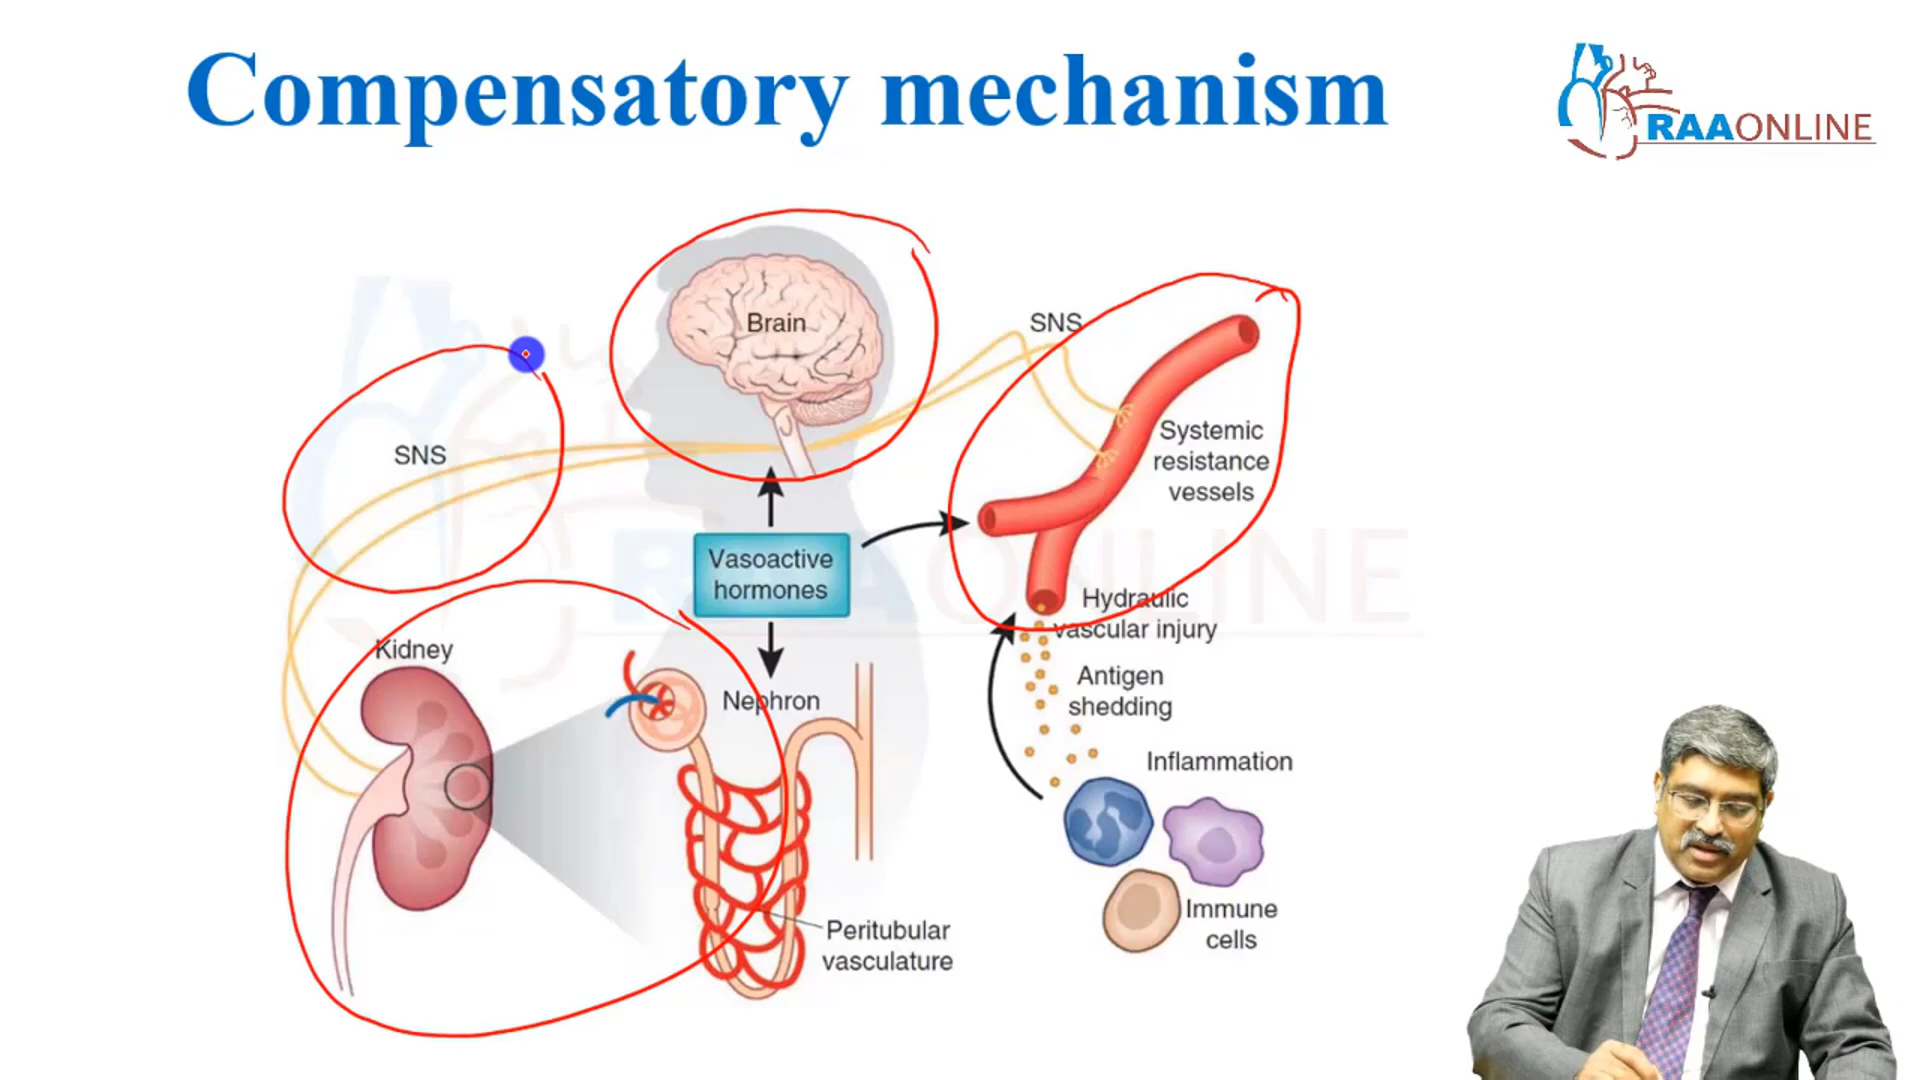 Compensatory mechanism
RAAONLINE
Brain
SNS
SNS
Systemic
resistance
vessels
Vasoactive
hormones
Hydraulic
vascular injury
Kidney
Nephron
Antigen
shedding
Inflammation
Immune
cells
Peritubular
vasculature
RAAONLINE